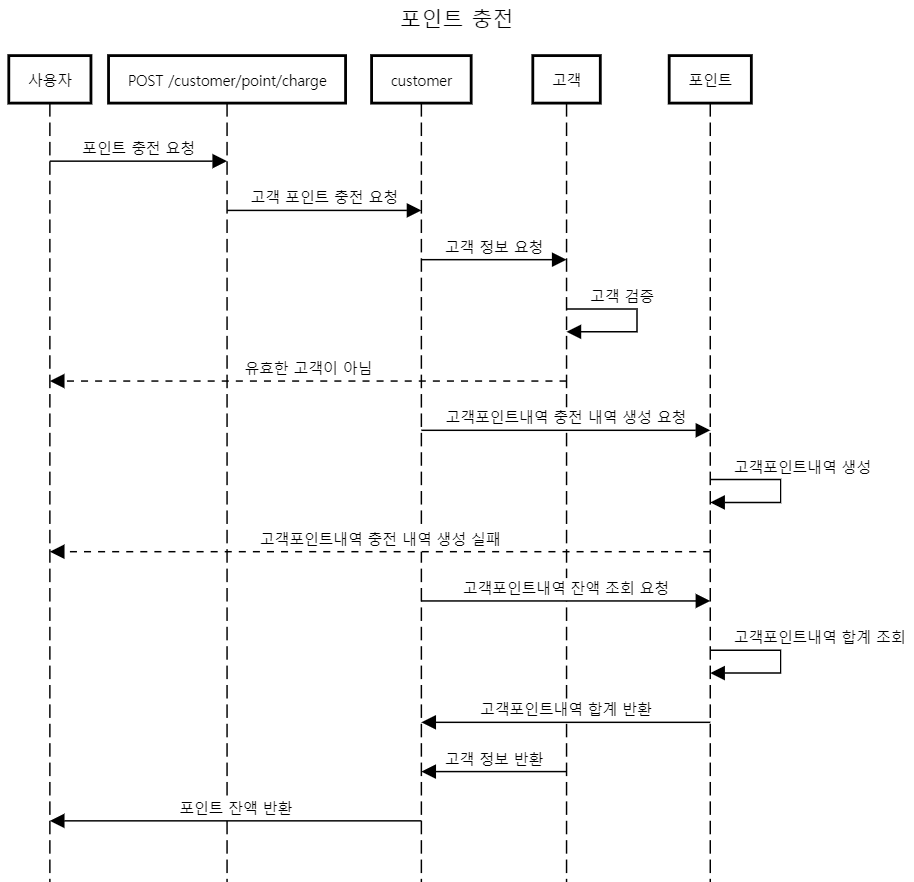 포인트 충전
사용자
POST /customer/point/charge
customer
고객
포인트
포인트 충전 요청
고객 포인트 충전 요청
고객 정보 요청
고객 검증
유효한 고객이 아님
고객포인트내역 충전 내역 생성 요청
고객포인트내역 생성
고객포인트내역 충전 내역 생성 실패
고객포인트내역 잔액 조회 요청
고객포인트내역 합계 조회
고객포인트내역 합계 반환
고객 정보 반환
포인트 잔액 반환